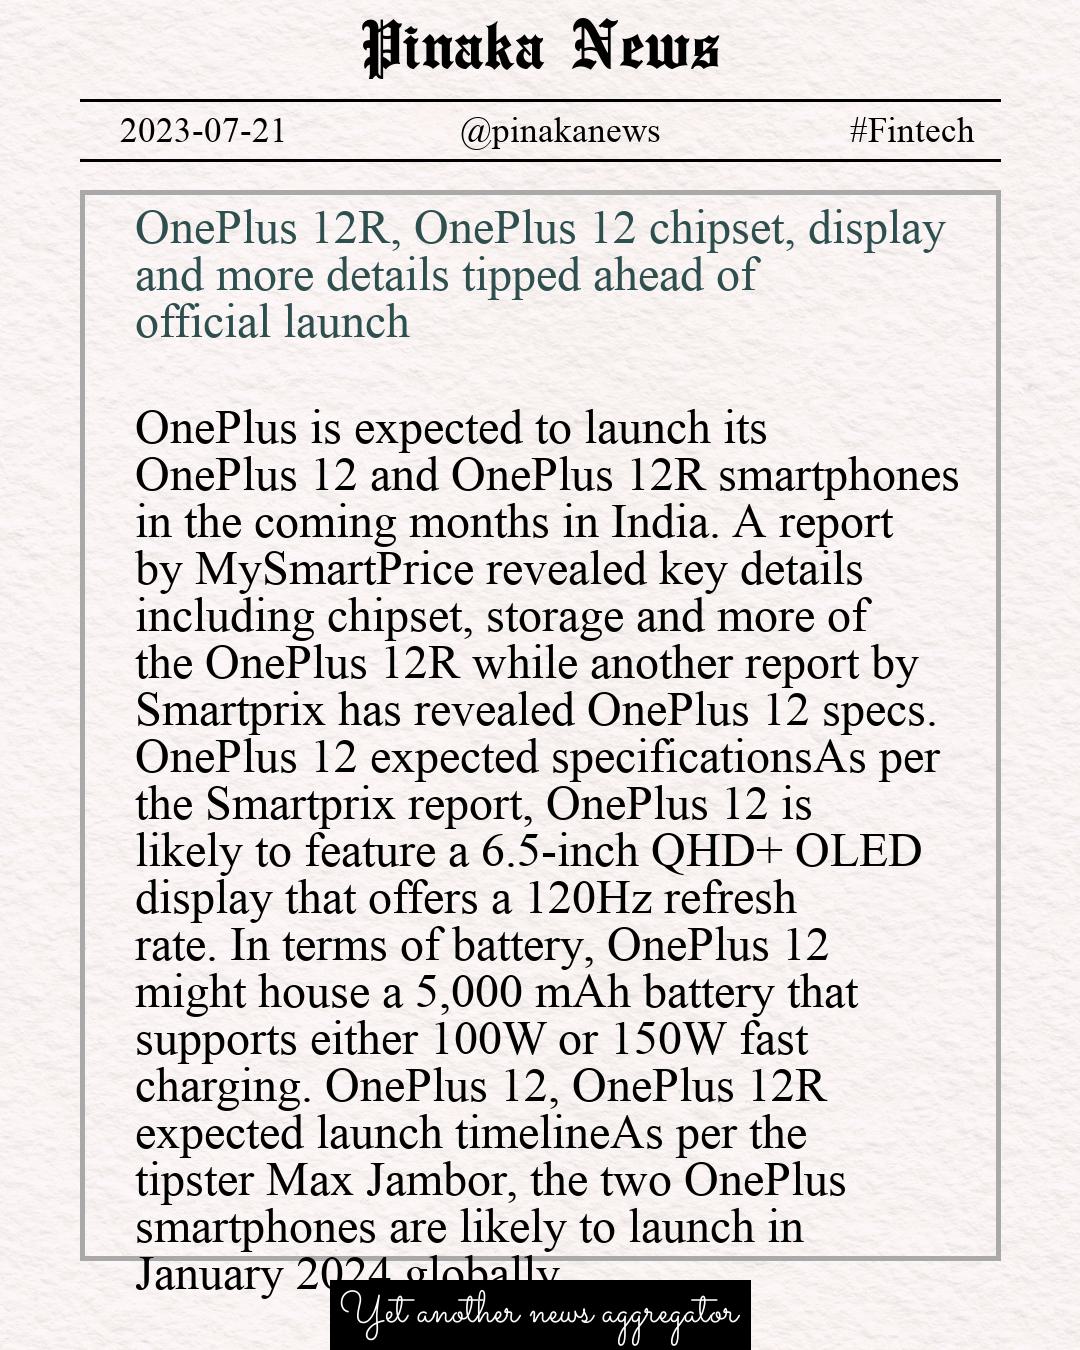 Pinaka News
2023-07-21 @pinakanews #Fintech
OnePlus 12R, OnePlus 12 chipset, display
and more details tipped ahead of
official launch
OnePlus is expected to launch its
OnePlus 12 and OnePlus 12R smartphones
in the coming months in India. A report
by MySmartPrice revealed key details
including chipset, storage and more of
the OnePlus 12R while another report by
Smartprix has revealed OnePlus 12 specs.
OnePlus 12 expected specificationsAs per
the Smartprix report, OnePlus 12 is
likely to feature a 6.5-inch QHD+ OLED
display that offers a 120Hz refresh
rate. In terms of battery, OnePlus 12
might house a 5,000 mAh battery that
supports either 100W or 150W fast
charging. OnePlus 12, OnePlus 12R
expected launch timelineAs per the
tipster Max Jambor, the two OnePlus
smartphones are likely to launch in
January 2024 globally
Yet another news aggregator